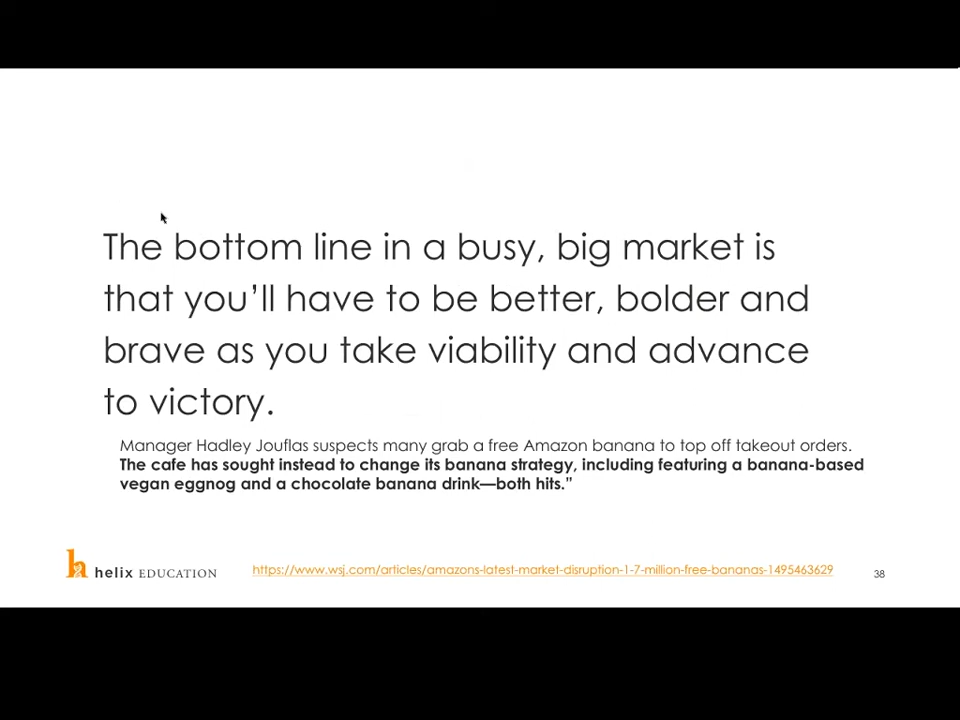 The bottom line in a busy, big market is
that you’ll have to be better, bolder and
brave as you take viability and advance
to victory.
Manager Hadley Jouflas suspects many grab a free Amazon banana to top off takeout orders.
The cafe has sought instead to change its banana strategy, including featuring a banana-based
vegan eggnog and a chocolate banana drink—both hits."
h helix EDUCATION
https://www.wsj.com/articles/amazons-latest-market-disruption-1-7-million-free-bananas-1495463629
38